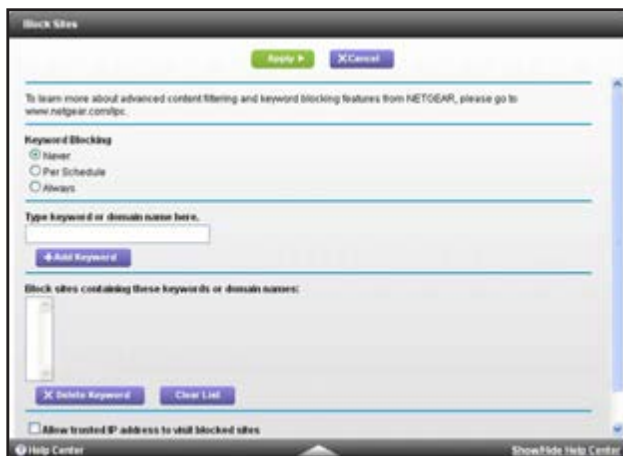 Block Sites
Apply ▶ X Cancel
To learn more about advanced content filtering and keyword blocking features from NETGEAR, please go to
www.netgear.com/lpc.
Keyword Blocking
Never
Per Schedule
Always
Type keyword or domain name here.
+Add Keyword
Block sites containing these keywords or domain names:
X Delete Keyword Clear List
Allow trusted IP address to visit blocked sites
Help Center Show/Hide Help Center